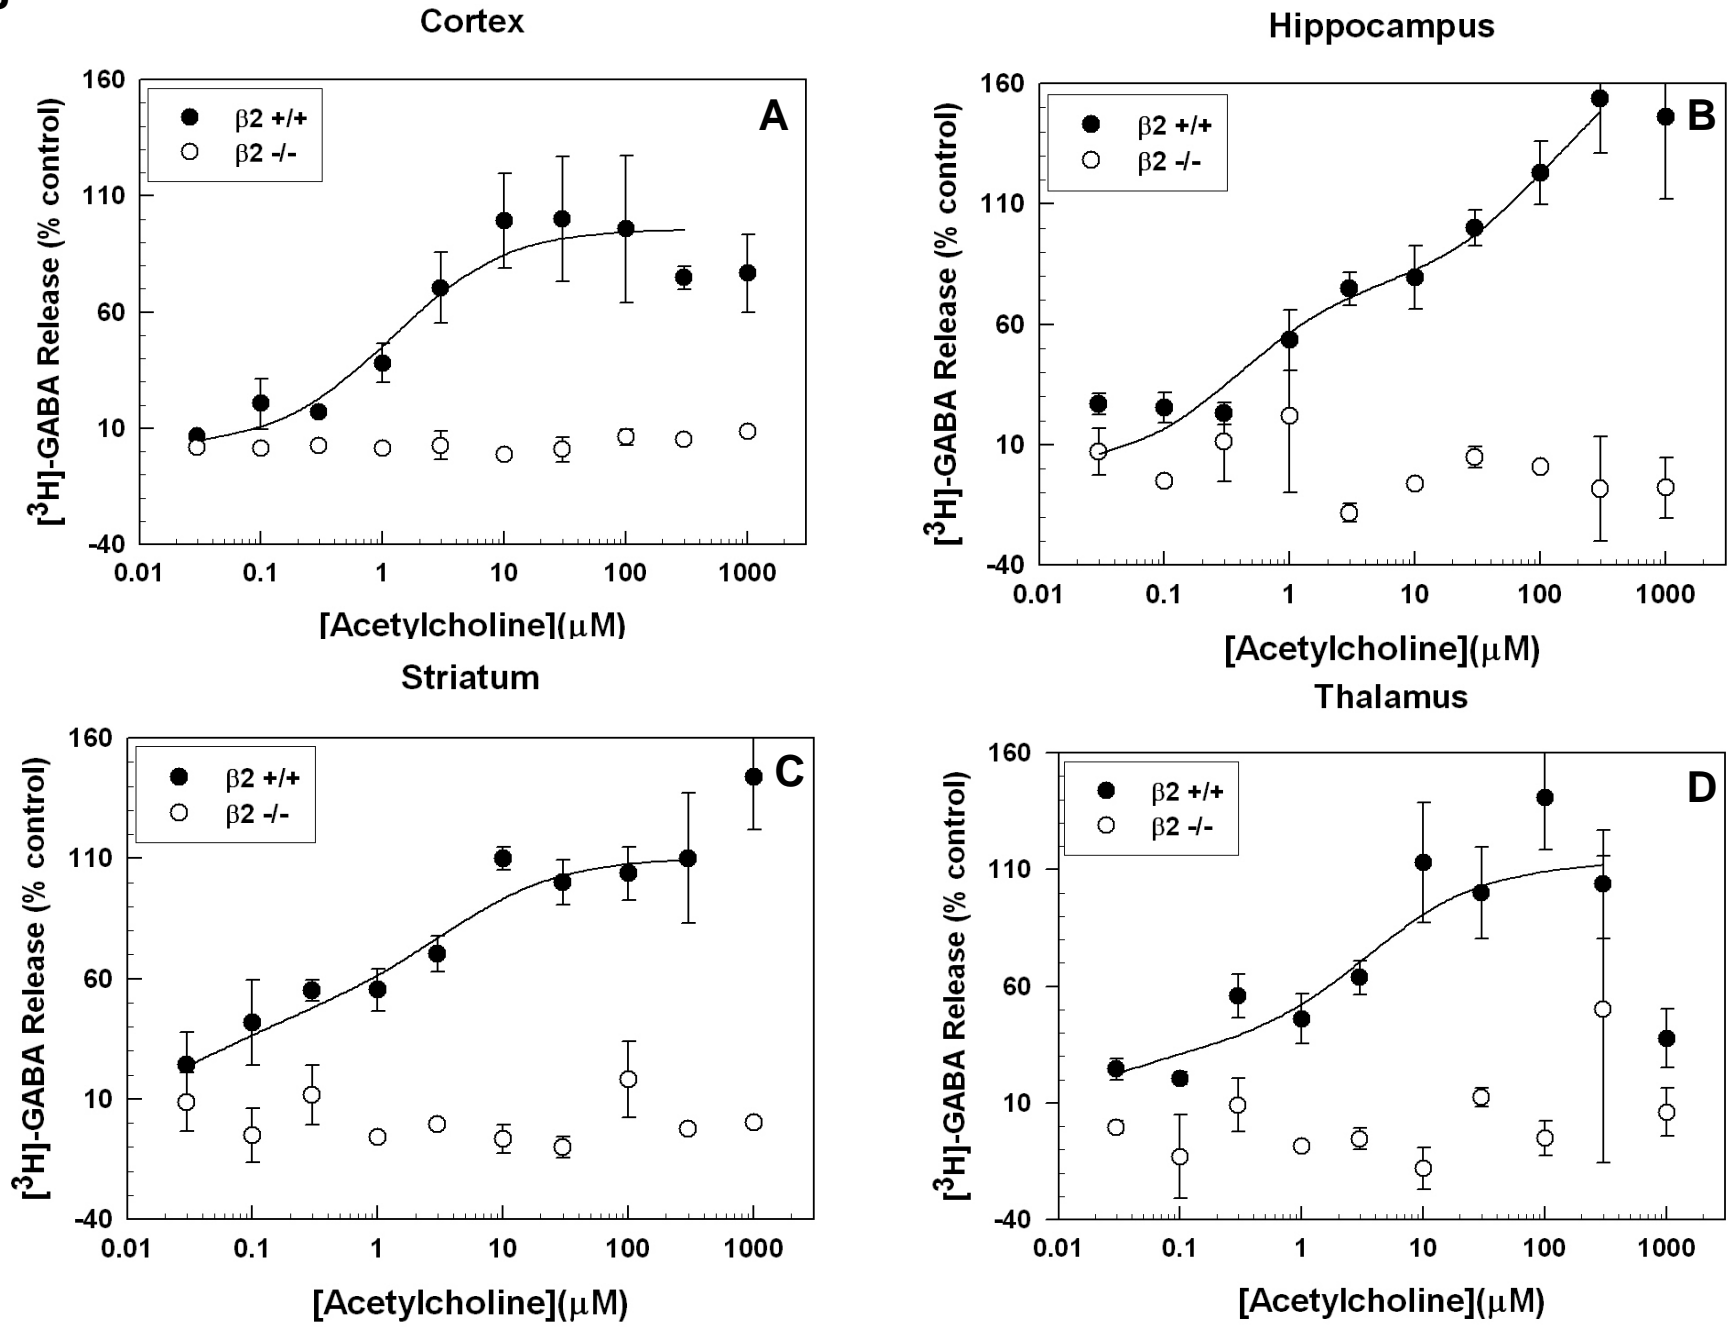 Cortex
[³H]-GABA Release (% control)
160
110
60
10
-40
β2 +/+
β2 -/-
A
0.01 0.1 1 10 100 1000
[Acetylcholine](μM)
Hippocampus
[³H]-GABA Release (% control)
160
110
60
10
-40
β2 +/+
β2 -/-
B
0.01 0.1 1 10 100 1000
[Acetylcholine](μM)
Striatum
[³H]-GABA Release (% control)
160
110
60
10
-40
β2 +/+
β2 -/-
C
0.01 0.1 1 10 100 1000
[Acetylcholine](μM)
Thalamus
[³H]-GABA Release (% control)
160
110
60
10
-40
β2 +/+
β2 -/-
D
0.01 0.1 1 10 100 1000
[Acetylcholine](μM)